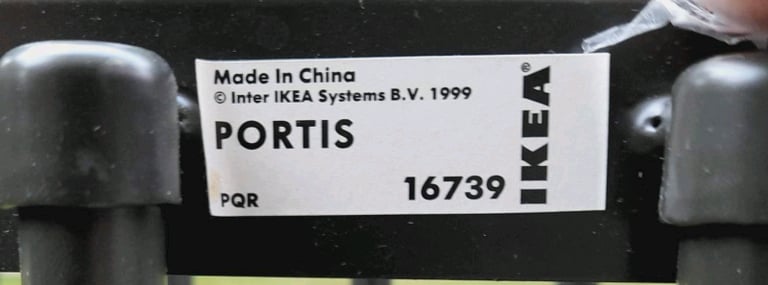 Made In China
© Inter IKEA Systems B.V. 1999
PORTIS
PQR
16739
IKEA®